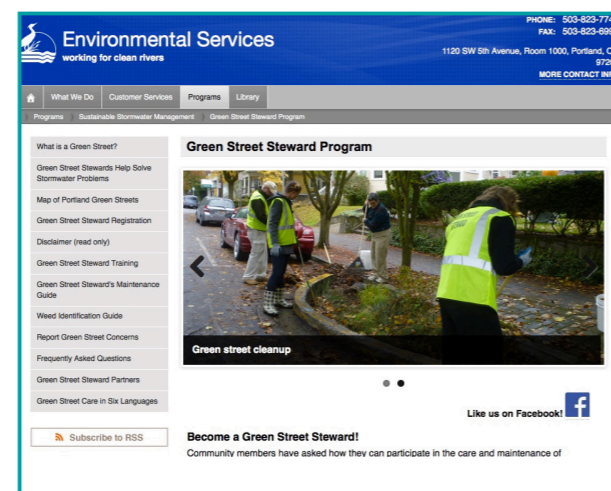 PHONE: 503-823-774
FAX: 503-823-699
Environmental Services
working for clean rivers
1120 SW 5th Avenue, Room 1000, Portland, O
9720
MORE CONTACT INF
What We Do Customer Services Programs Library
Programs Sustainable Stormwater Management Green Street Steward Program
What is a Green Street?
Green Street Stewards Help Solve
Stormwater Problems
Map of Portland Green Streets
Green Street Steward Registration
Disclaimer (read only)
Green Street Steward Training
Green Street Steward's Maintenance
Guide
Weed Identification Guide
Report Green Street Concerns
Frequently Asked Questions
Green Street Steward Partners
Green Street Care in Six Languages
Subscribe to RSS
Green Street Steward Program
Green street cleanup
Like us on Facebook!
Become a Green Street Steward!
Community members have asked how they can participate in the care and maintenance of